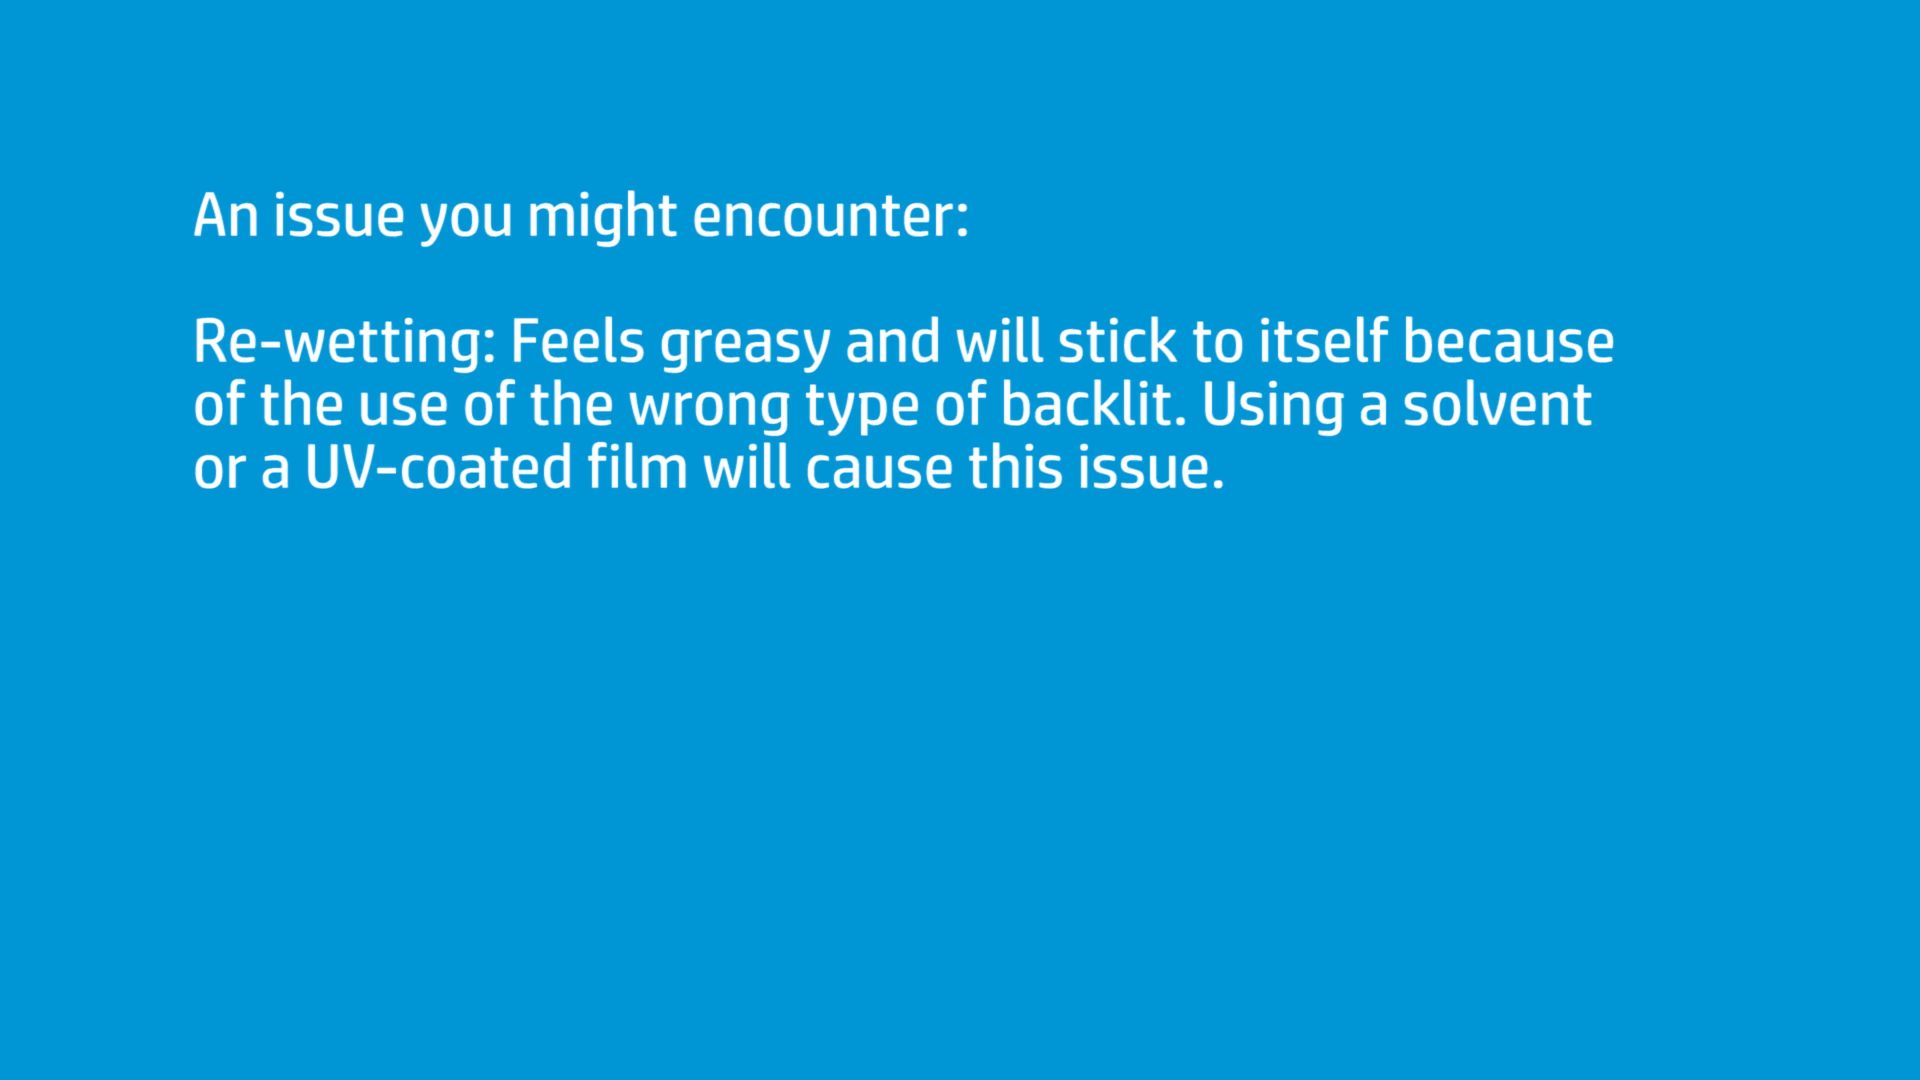 An issue you might encounter:
Re-wetting: Feels greasy and will stick to itself because
of the use of the wrong type of backlit. Using a solvent
or a UV-coated film will cause this issue.